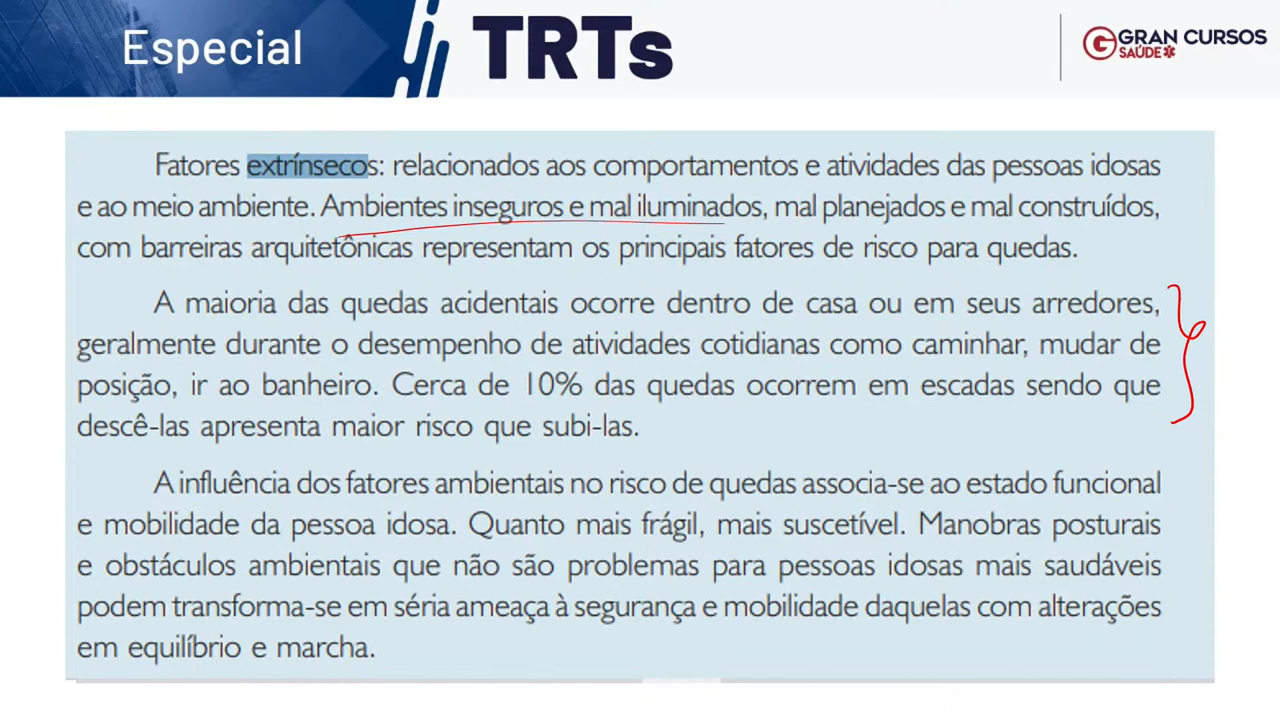 Especial
TRTs
GRAN CURSOS
SAÚDE
Fatores extrínsecos: relacionados aos comportamentos e atividades das pessoas idosas
e ao meio ambiente. Ambientes inseguros e mal iluminados, mal planejados e mal construídos,
com barreiras arquitetônicas representam os principais fatores de risco para quedas.
A maioria das quedas acidentais ocorre dentro de casa ou em seus arredores,
geralmente durante o desempenho de atividades cotidianas como caminhar, mudar de
posição, ir ao banheiro. Cerca de 10% das quedas ocorrem em escadas sendo que
descê-las apresenta maior risco que subi-las.
A influência dos fatores ambientais no risco de quedas associa-se ao estado funcional
e mobilidade da pessoa idosa. Quanto mais frágil, mais suscetível. Manobras posturais
e obstáculos ambientais que não são problemas para pessoas idosas mais saudáveis
podem transforma-se em séria ameaça à segurança e mobilidade daquelas com alterações
em equilíbrio e marcha.